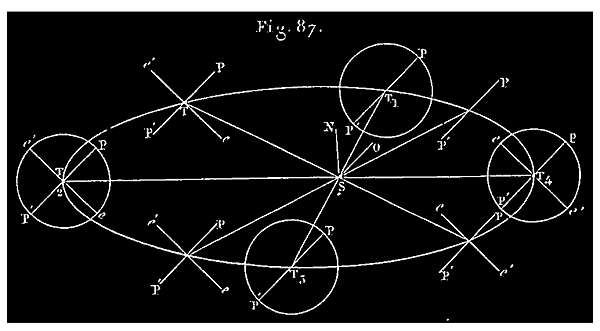 Fig. 87.
e' P P P
T T1
P' e P' P'
N O
e' P e P
T2 S T4
P' e P' P e'
e' P P e
T3
P' e P' P' e'